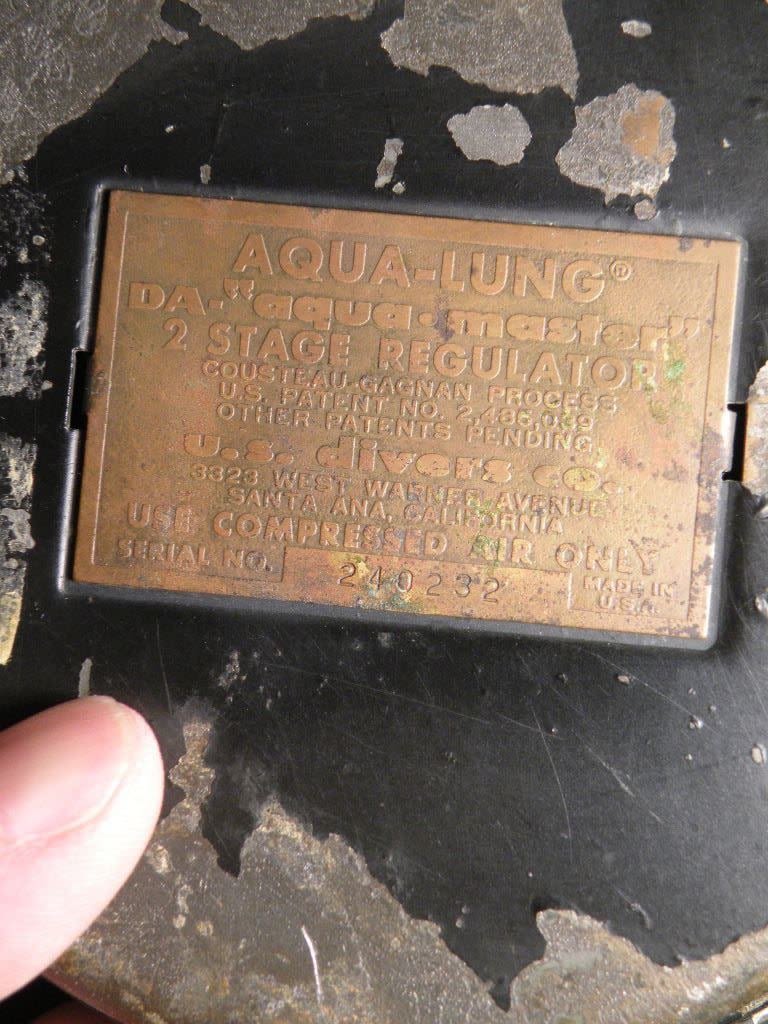 AQUA-LUNG®
DA-"aqua-master"
2 STAGE REGULATOR
COUSTEAU-GAGNAN PROCESS
U.S. PATENT NO. 2,485,039
OTHER PATENTS PENDING
U.S. divers co.
3323 WEST WARNER AVENUE
SANTA ANA, CALIFORNIA
USE COMPRESSED AIR ONLY
SERIAL NO. 240232
MADE IN
U.S.A.